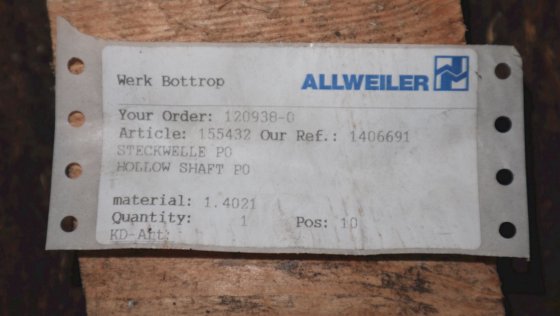 Werk Bottrop
ALLWEILER
Your Order: 120938-0
Article: 155432 Our Ref.: 1406691
STECKWELLE PO
HOLLOW SHAFT PO
material: 1.4021
Quantity: 1 Pos: 10
KD-Art: